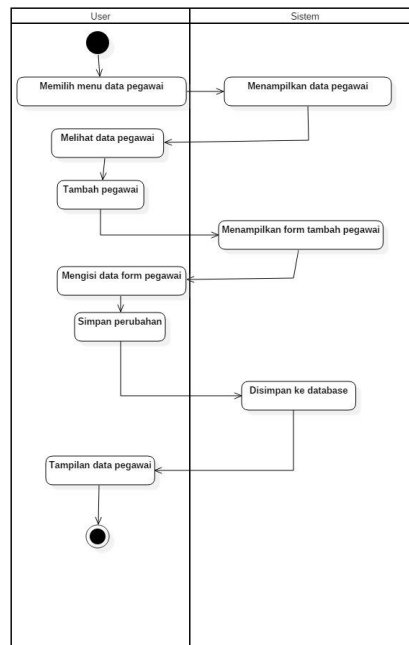 User
Sistem
Memilih menu data pegawai
Menampilkan data pegawai
Melihat data pegawai
Tambah pegawai
Menampilkan form tambah pegawai
Mengisi data form pegawai
Simpan perubahan
Disimpan ke database
Tampilan data pegawai